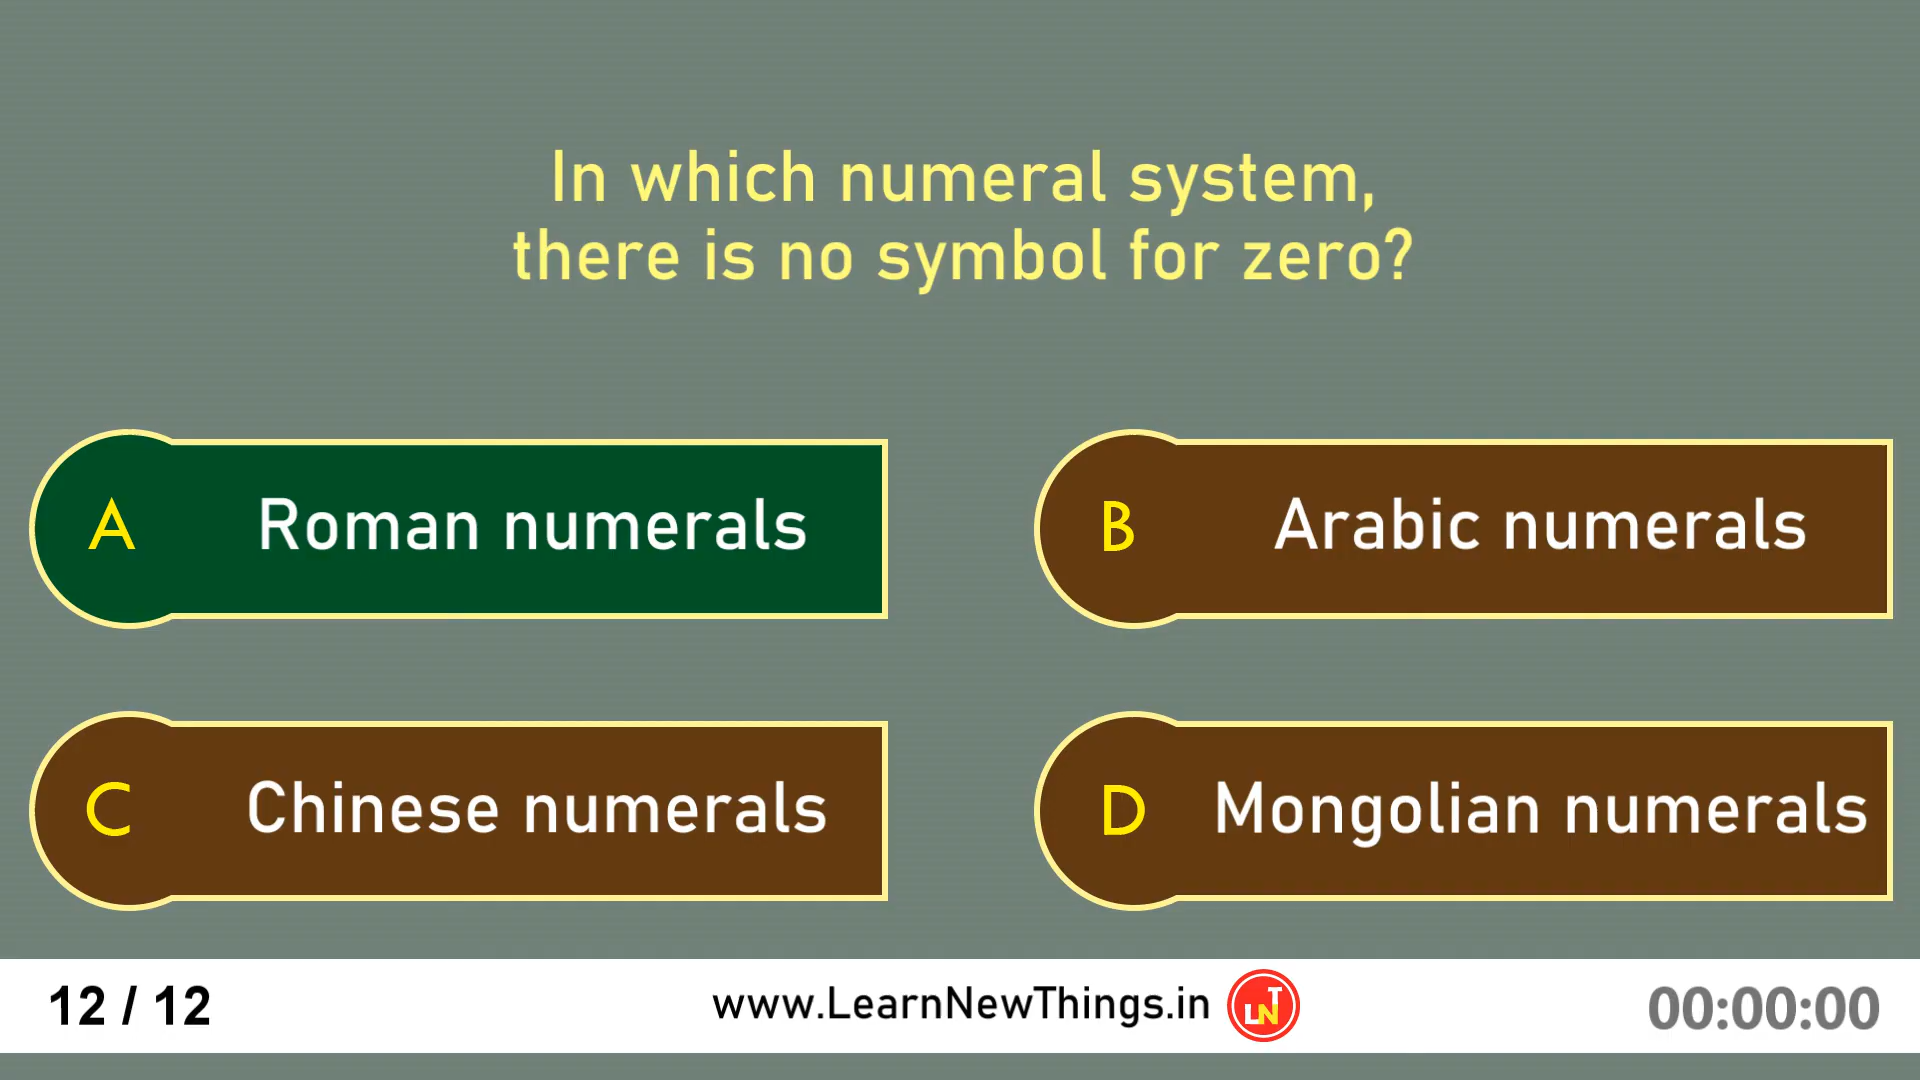 In which numeral system,
there is no symbol for zero?
A Roman numerals
B Arabic numerals
C Chinese numerals
D Mongolian numerals
12 / 12
www.LearnNewThings.in
LNT
00:00:00